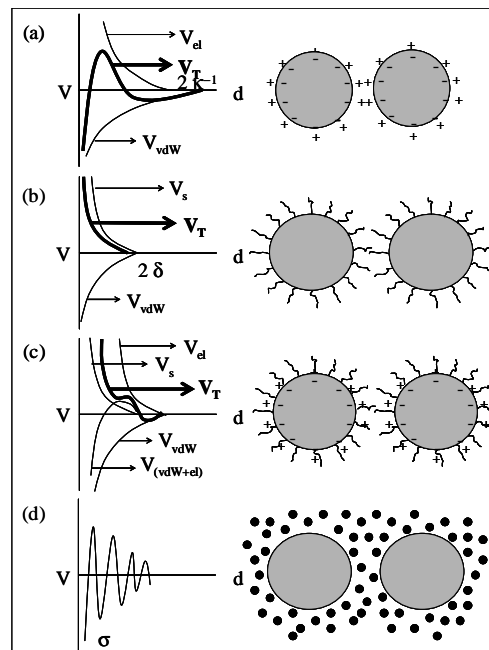 (a)
V_el
V_T
2 k⁻¹
V
d
V_vdW
(b)
V_s
V_T
V
2 δ
d
V_vdW
(c)
V_el
V_s
V_T
V
d
V_vdW
V_(vdW+el)
(d)
V
d
σ